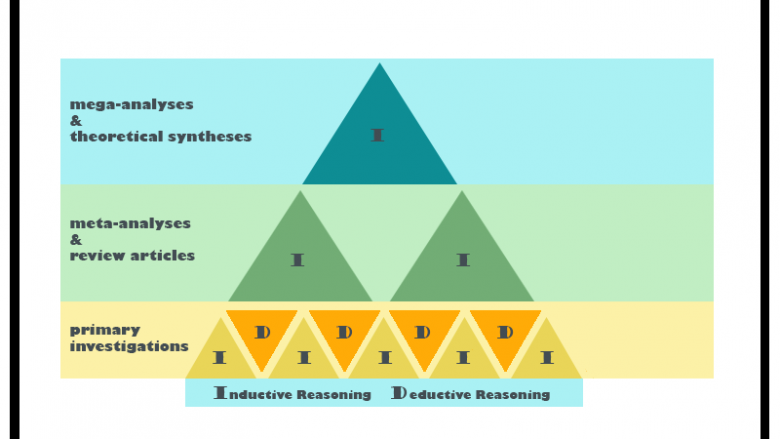 mega-analyses
&
theoretical syntheses
I
meta-analyses
&
review articles
I I
primary
investigations
D D D D
I I I I I
Inductive Reasoning Deductive Reasoning